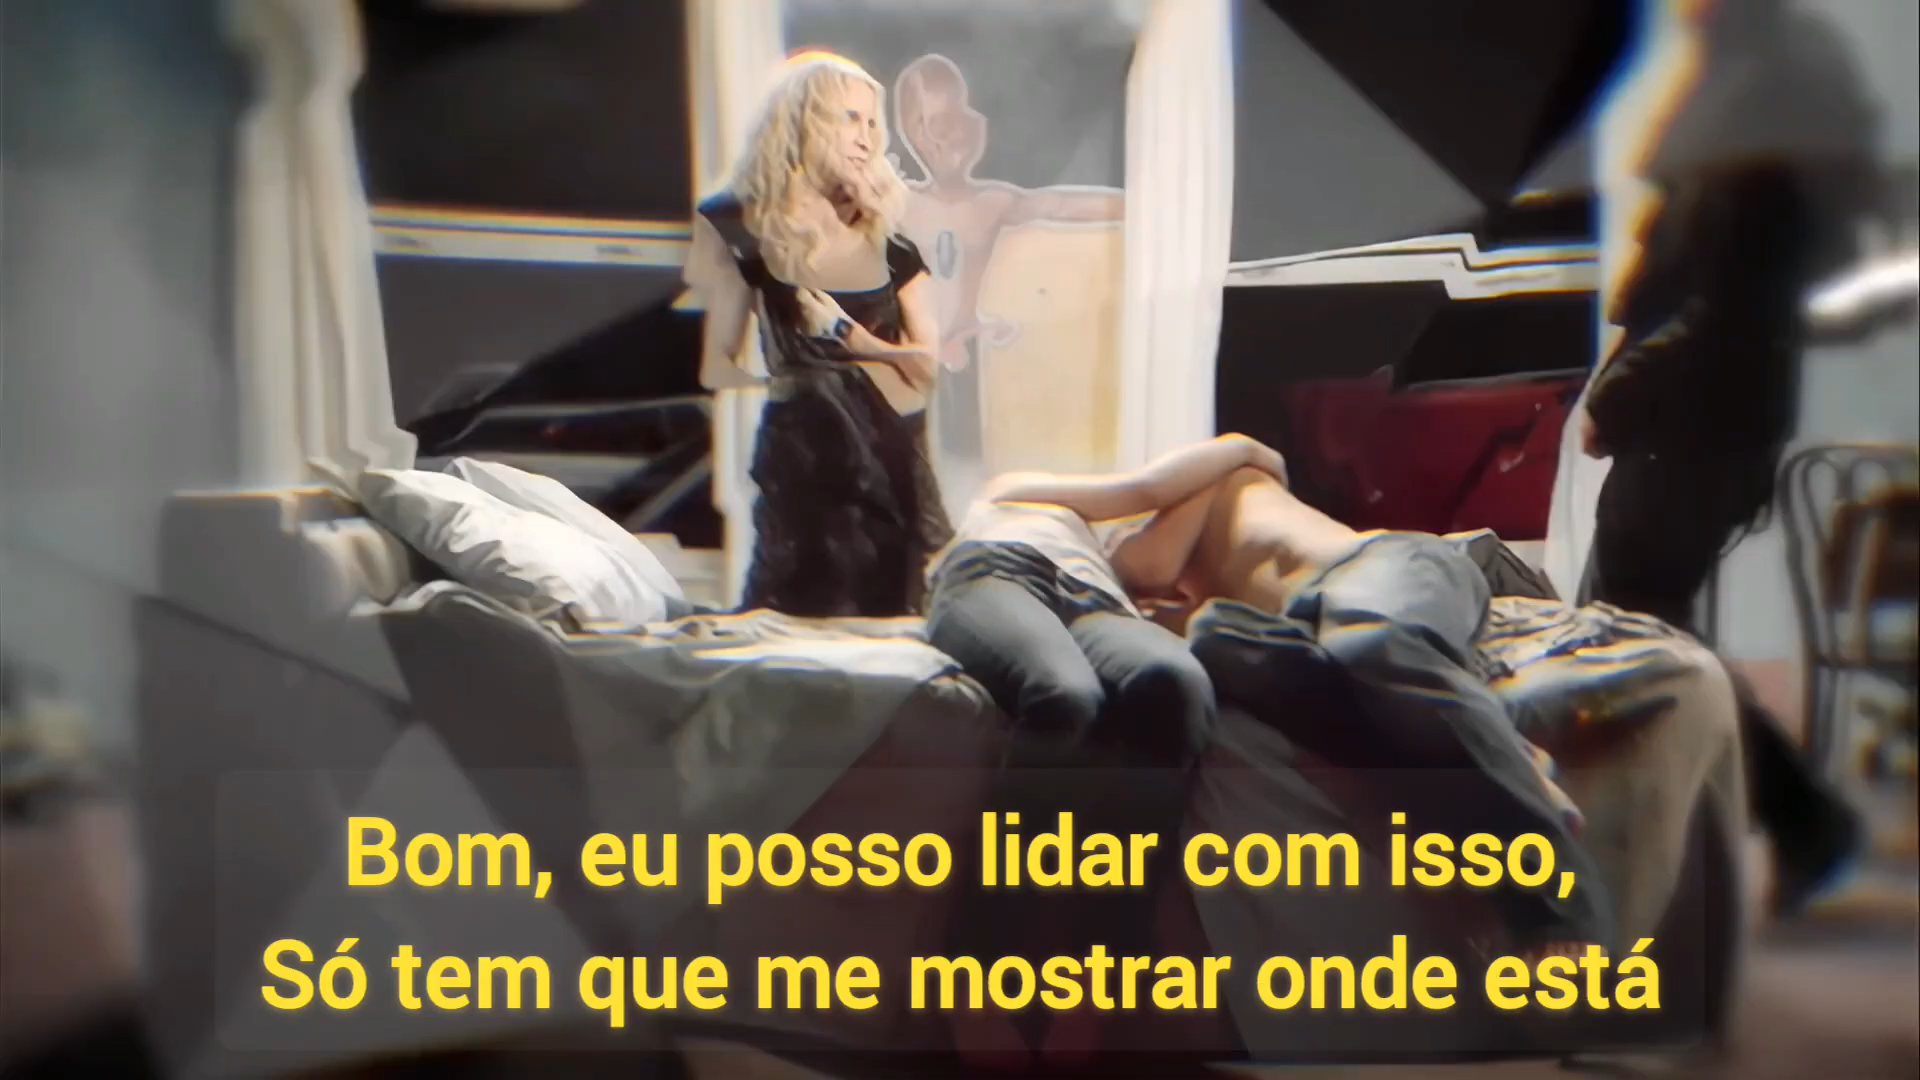 Bom, eu posso lidar com isso,
Só tem que me mostrar onde está